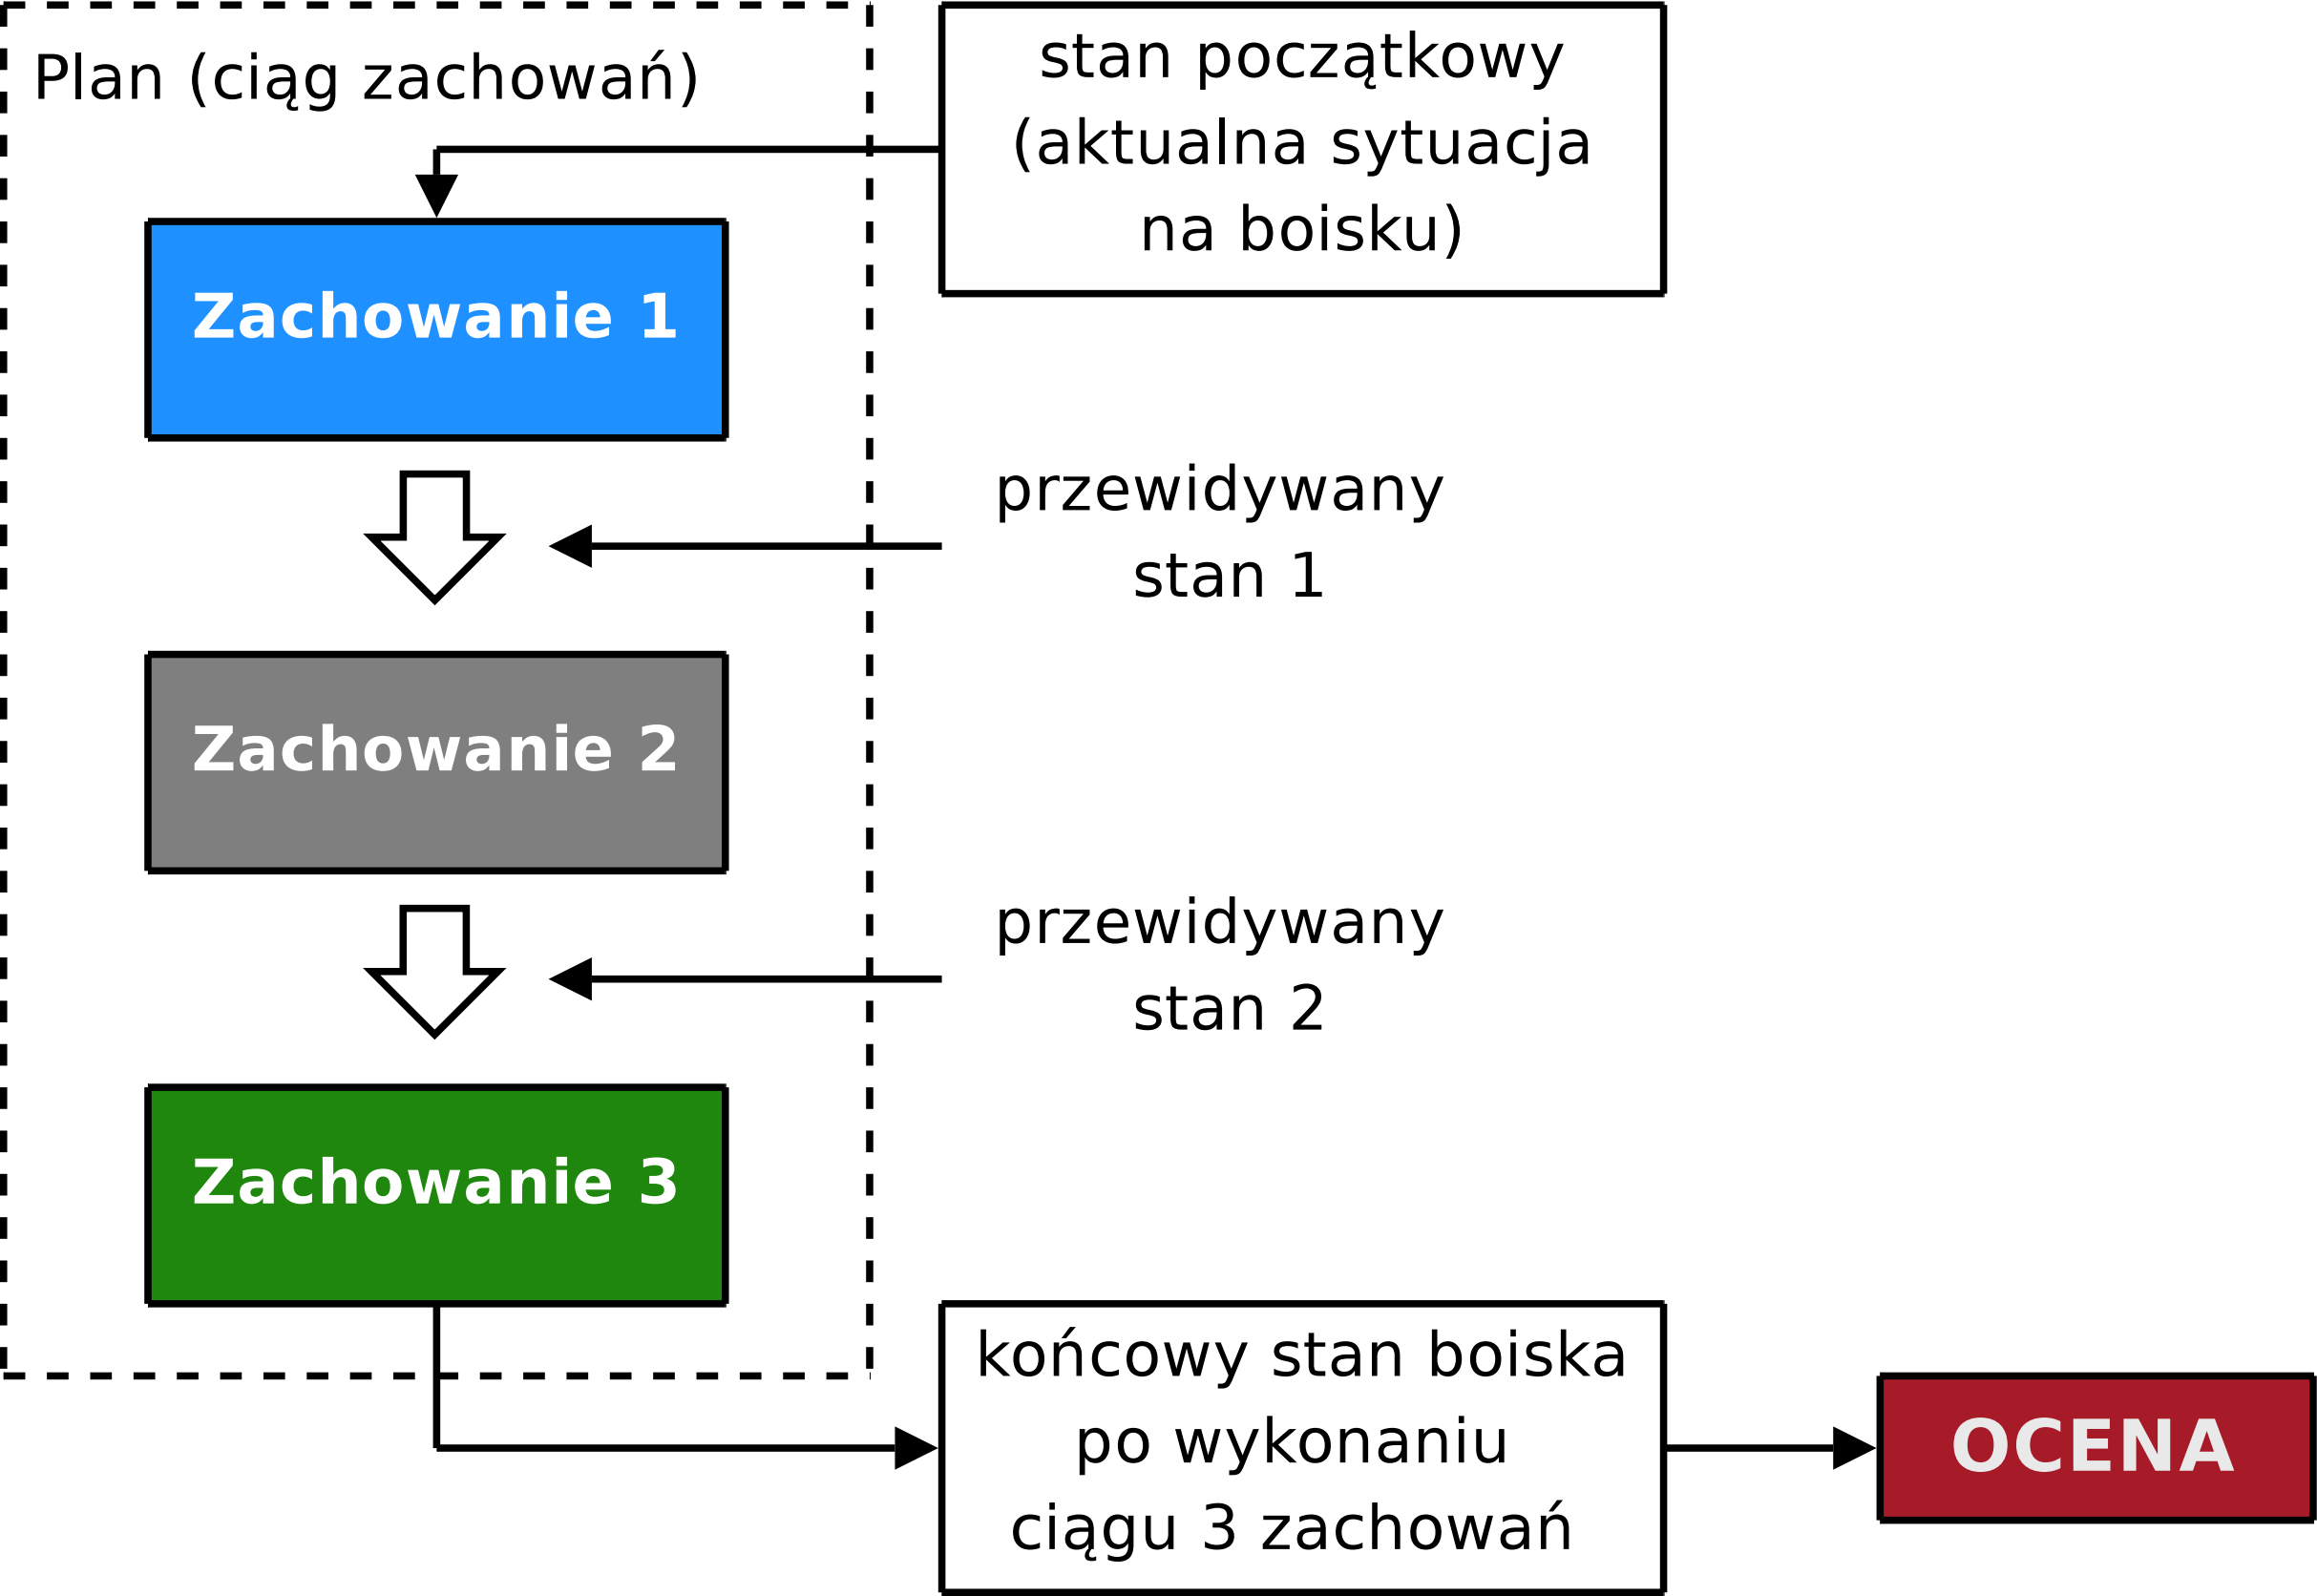 Plan (ciąg zachowań)
stan początkowy
(aktualna sytuacja
na boisku)
Zachowanie 1
przewidywany
stan 1
Zachowanie 2
przewidywany
stan 2
Zachowanie 3
końcowy stan boiska
po wykonaniu
ciągu 3 zachowań
OCENA